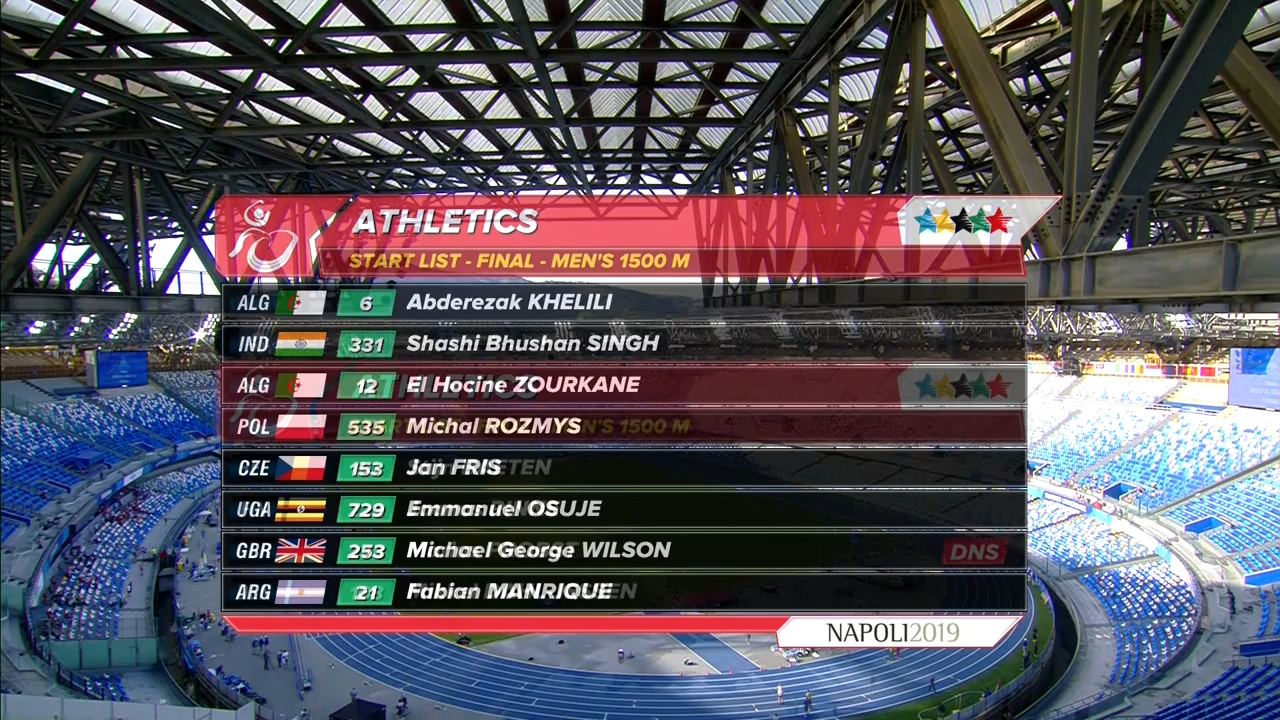 ATHLETICS
START LIST - FINAL - MEN'S 1500 M
ALG 6 Abderezak KHELILI
IND 331 Shashi Bhushan SINGH
ALG 12 El Hocine ZOURKANE
POL 535 Michal ROZMYS
CZE 153 Jan FRIS
UGA 729 Emmanuel OSUJE
GBR 253 Michael George WILSON DNS
ARG 21 Fabian MANRIQUE
NAPOLI2019